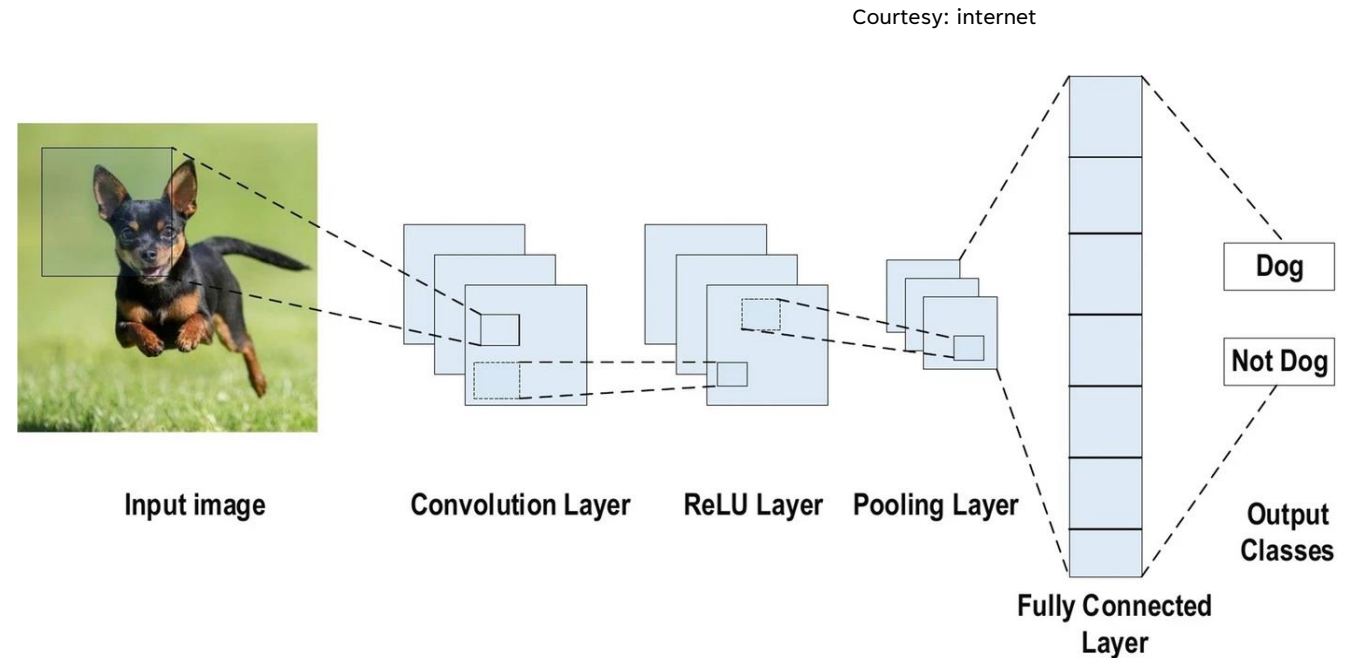 Courtesy: internet
Dog
Not Dog
Input image
Convolution Layer
ReLU Layer
Pooling Layer
Output
Classes
Fully Connected
Layer